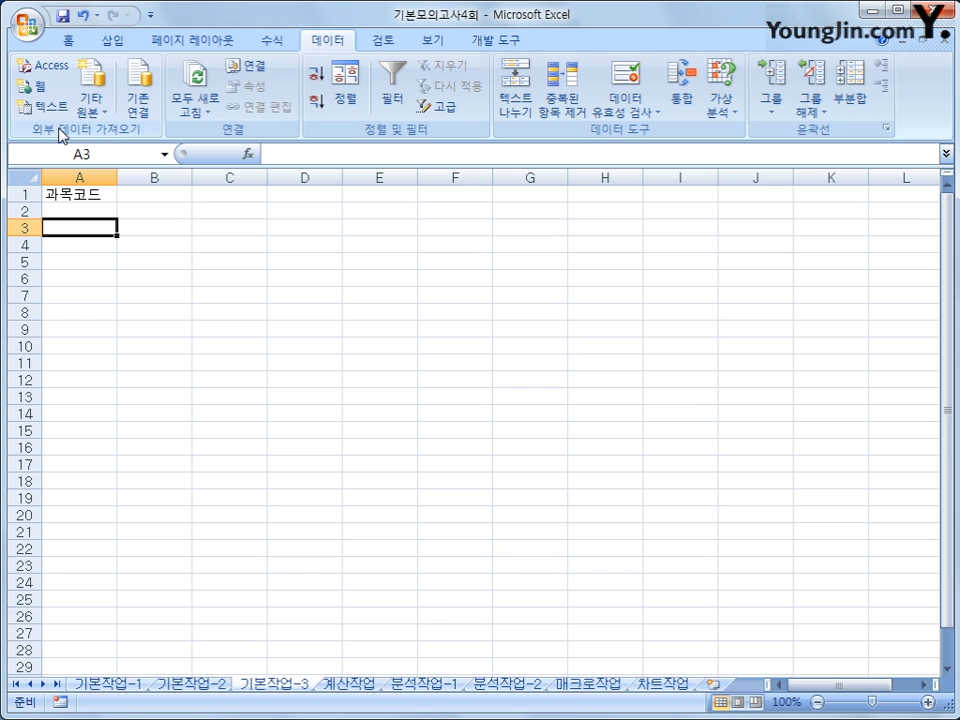 기본모의고사4회 - Microsoft Excel
YoungJin.com Y.
홈 삽입 페이지 레이아웃 수식 데이터 검토 보기 개발 도구
Access
웹
텍스트
기타 원본
기존 연결
외부 데이터 가져오기
모두 새로 고침
연결
속성
연결 편집
연결
정렬
필터
지우기
다시 적용
고급
정렬 및 필터
텍스트 나누기
중복된 항목 제거
데이터 유효성 검사
통합
가상 분석
데이터 도구
그룹
그룹 해제
부분합
윤곽선
A3 fx
A B C D E F G H I J K L
1 과목코드
2
3
4
5
6
7
8
9
10
11
12
13
14
15
16
17
18
19
20
21
22
23
24
25
26
27
28
29
기본작업-1 기본작업-2 기본작업-3 계산작업 분석작업-1 분석작업-2 매크로작업 차트작업
준비 100%